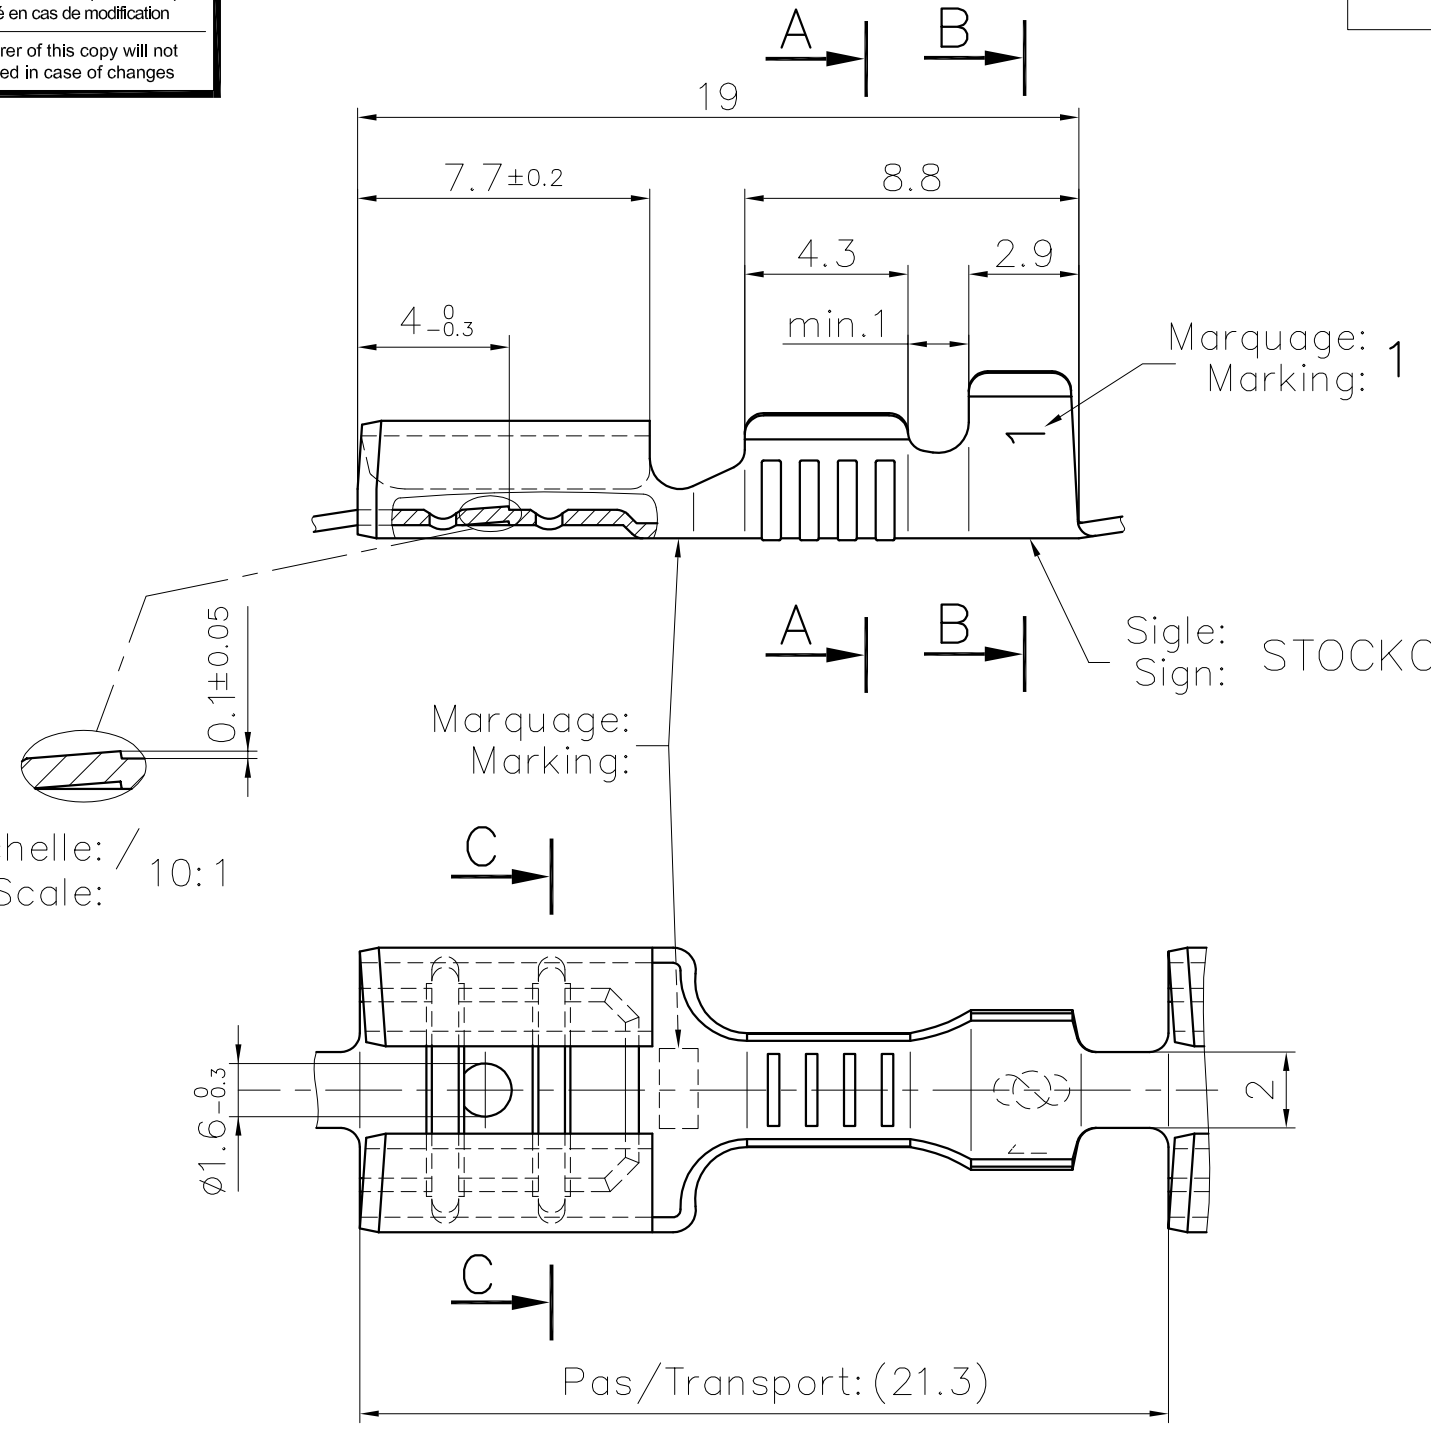 é en cas de modification
rer of this copy will not
ed in case of changes
A B
19
7.7±0.2 8.8
4.3 2.9
4 0 -0.3
min.1
Marquage: 1
Marking:
1
0.1±0.05
A B
Sigle: STOCKO
Sign:
Marquage:
Marking:
chelle: / 10:1
Scale:
C
ø1.6 0 -0.3
2
C
Pas/Transport:(21.3)